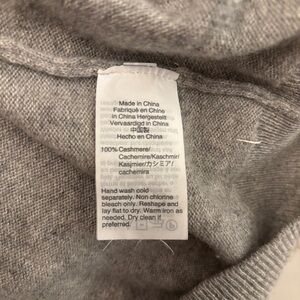 Made in China
Fabriqué en Chine
in China Hergestellt
Vervaardigd in China
中国製
Hecho en China
100% Cashmere/
Cachemire/Kaschmir/
Kasjmier/カシミア/
cachemira
Hand wash cold
separately. Non chlorine
bleach only. Reshape and
lay flat to dry. Warm iron as
needed. Dry clean if
preferred.